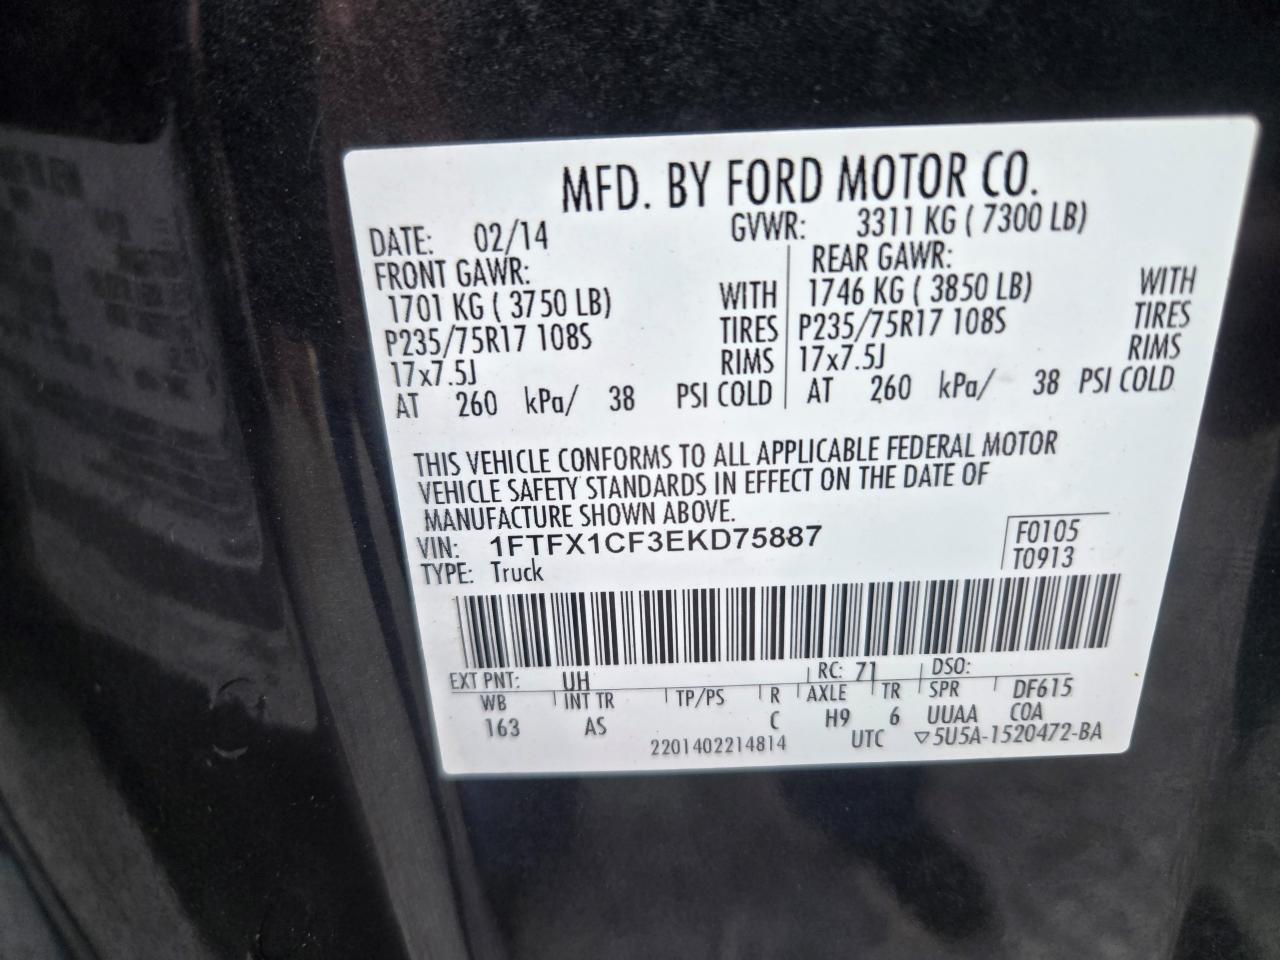 MFD. BY FORD MOTOR CO.
DATE: 02/14 GVWR: 3311 KG ( 7300 LB)
FRONT GAWR: REAR GAWR:
1701 KG ( 3750 LB) WITH 1746 KG ( 3850 LB) WITH
P235/75R17 108S TIRES P235/75R17 108S TIRES
17x7.5J RIMS 17x7.5J RIMS
AT 260 kPa/ 38 PSI COLD AT 260 kPa/ 38 PSI COLD
THIS VEHICLE CONFORMS TO ALL APPLICABLE FEDERAL MOTOR
VEHICLE SAFETY STANDARDS IN EFFECT ON THE DATE OF
MANUFACTURE SHOWN ABOVE.
VIN: 1FTFX1CF3EKD75887 F0105
TYPE: Truck T0913
EXT PNT: UH RC: 71 DSO:
WB INT TR TP/PS R AXLE TR SPR DF615
163 AS C H9 6 UUAA COA
2201402214814 UTC ▽5U5A-1520472-BA